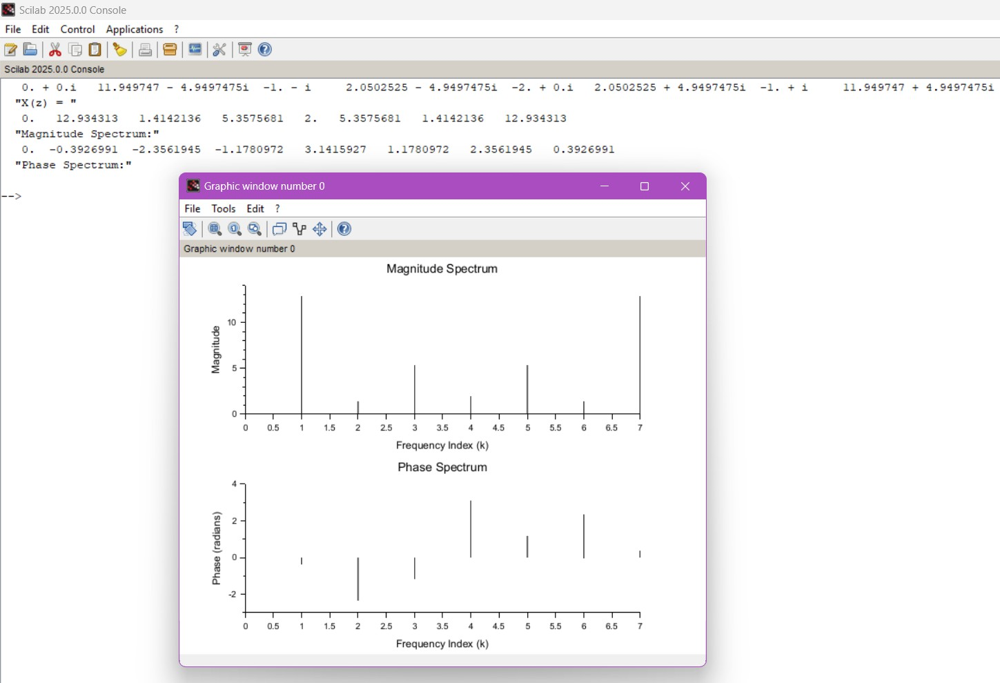 Scilab 2025.0.0 Console
File Edit Control Applications ?
Scilab 2025.0.0 Console
0. + 0.i 11.949747 - 4.9497475i -1. - i 2.0502525 - 4.9497475i -2. + 0.i 2.0502525 + 4.9497475i -1. + i 11.949747 + 4.9497475i
"X(z) = "
0. 12.934313 1.4142136 5.3575681 2. 5.3575681 1.4142136 12.934313
"Magnitude Spectrum:"
0. -0.3926991 -2.3561945 -1.1780972 3.1415927 1.1780972 2.3561945 0.3926991
"Phase Spectrum:"
-->
Graphic window number 0
File Tools Edit ?
Graphic window number 0
Magnitude Spectrum
Magnitude
10
5
0
0 0.5 1 1.5 2 2.5 3 3.5 4 4.5 5 5.5 6 6.5 7
Frequency Index (k)
Phase Spectrum
Phase (radians)
4
2
0
-2
0 0.5 1 1.5 2 2.5 3 3.5 4 4.5 5 5.5 6 6.5 7
Frequency Index (k)